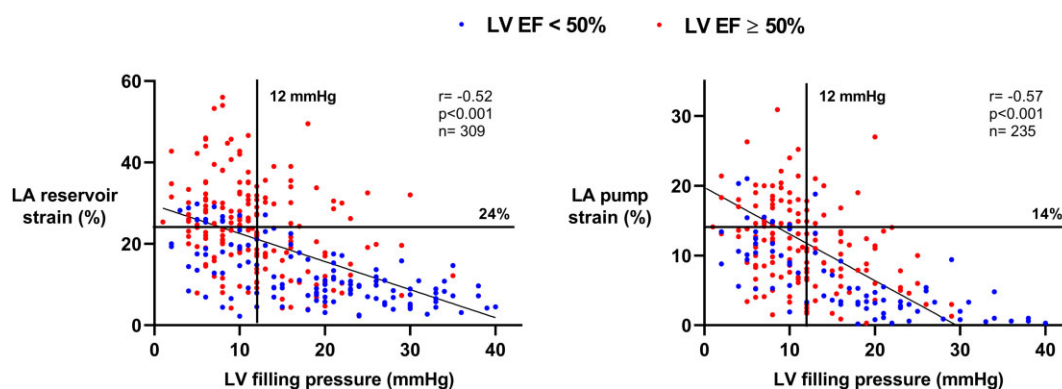 LV EF < 50% LV EF ≥ 50%
60
40
20
0
0 10 20 30 40
LA reservoir
strain (%)
12 mmHg
r= -0.52
p<0.001
n= 309
24%
LV filling pressure (mmHg)
30
20
10
0
0 10 20 30 40
LA pump
strain (%)
12 mmHg
r= -0.57
p<0.001
n= 235
14%
LV filling pressure (mmHg)